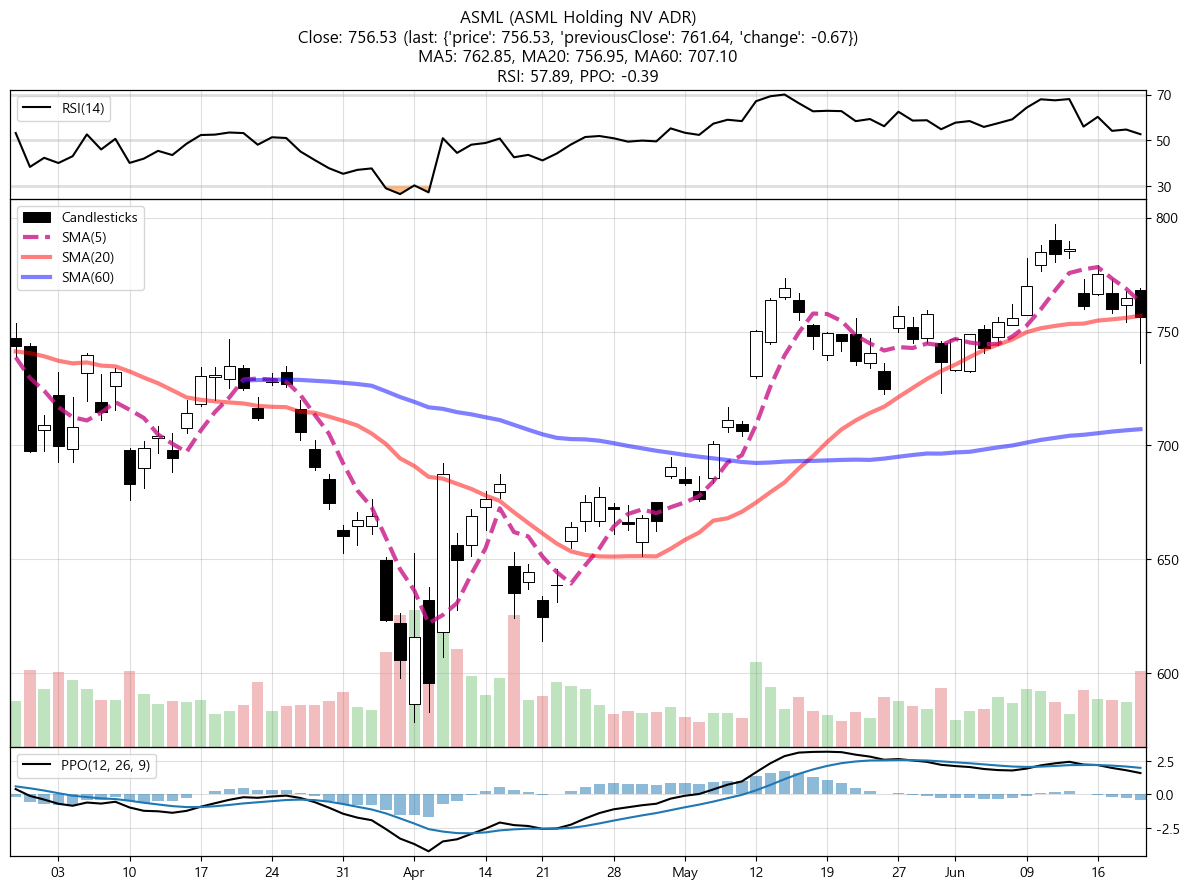 ASML (ASML Holding NV ADR)
Close: 756.53 (last: {'price': 756.53, 'previousClose': 761.64, 'change': -0.67})
MA5: 762.85, MA20: 756.95, MA60: 707.10
RSI: 57.89, PPO: -0.39
RSI(14)
70
50
30
Candlesticks
SMA(5)
SMA(20)
SMA(60)
800
750
700
650
600
PPO(12, 26, 9)
2.5
0.0
-2.5
03 10 17 24 31 Apr 14 21 28 May 12 19 27 Jun 09 16